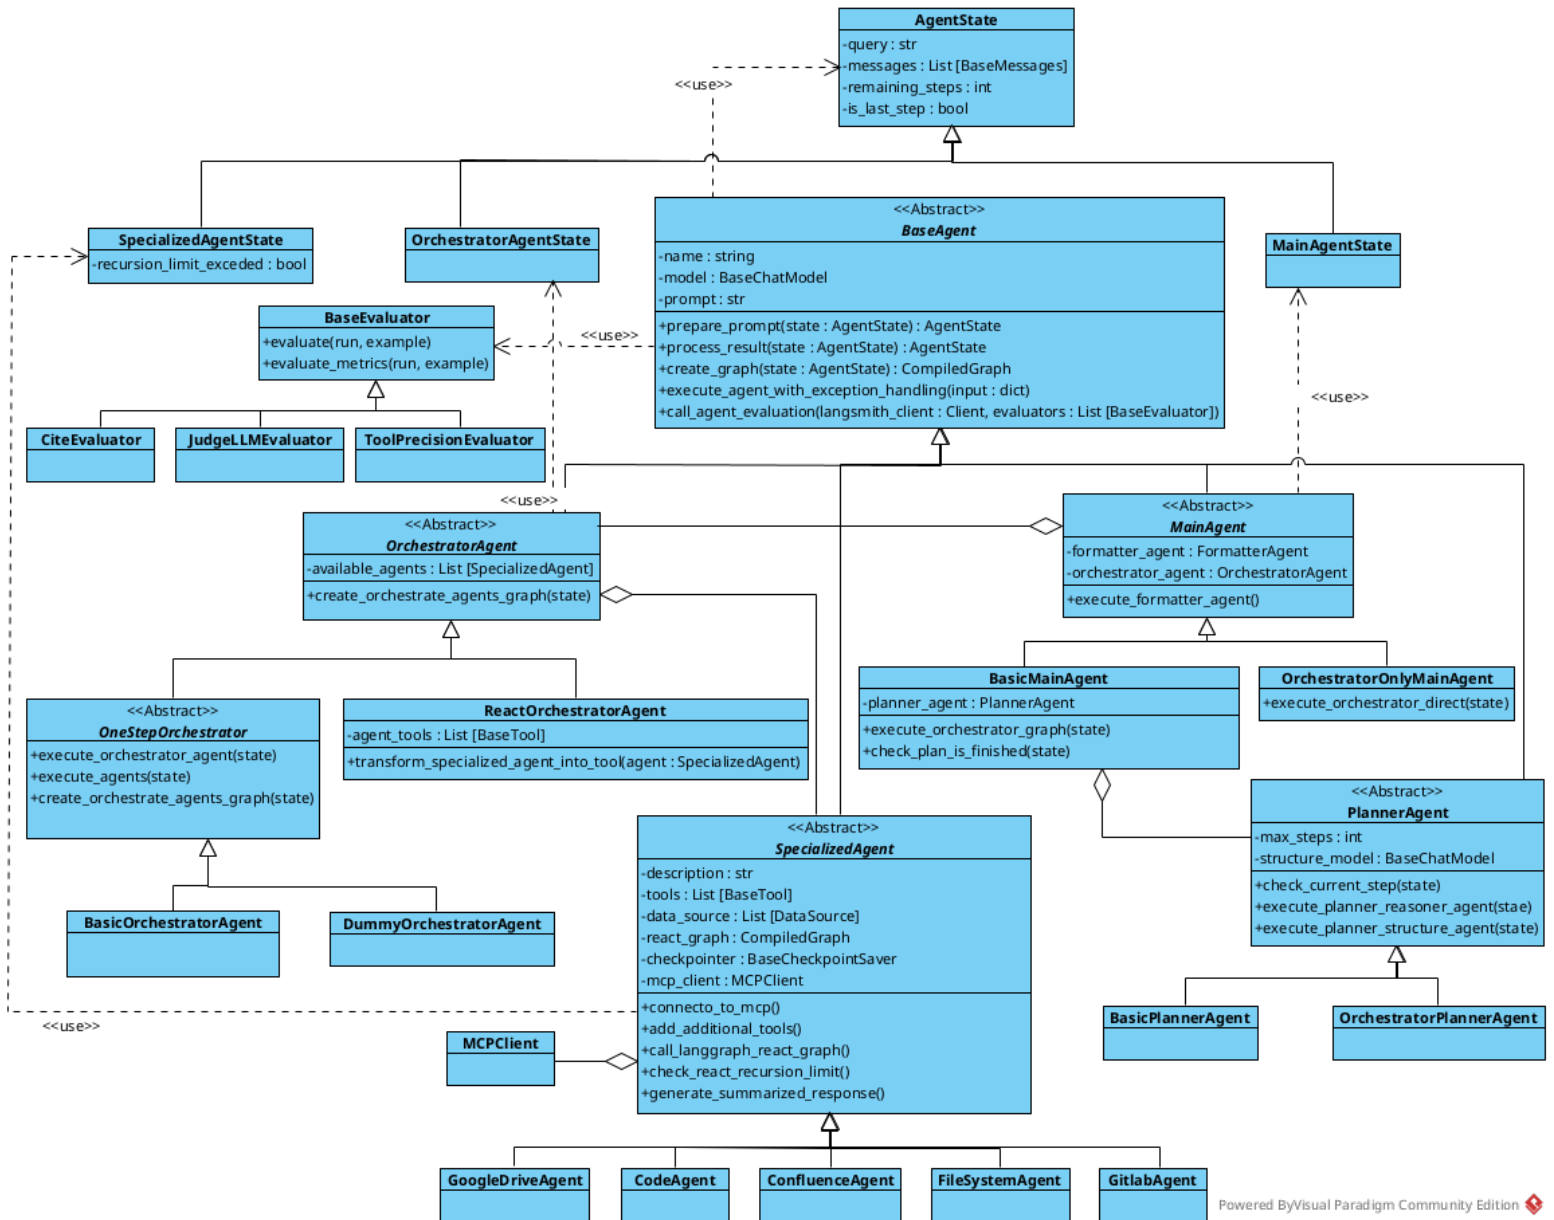 AgentState
-query : str
-messages : List [BaseMessages]
-remaining_steps : int
-is_last_step : bool
<<use>>
SpecializedAgentState
-recursion_limit_exceded : bool
OrchestratorAgentState
<<Abstract>>
BaseAgent
-name : string
-model : BaseChatModel
-prompt : str
+prepare_prompt(state : AgentState) : AgentState
+process_result(state : AgentState) : AgentState
+create_graph(state : AgentState) : CompiledGraph
+execute_agent_with_exception_handling(input : dict)
+call_agent_evaluation(langsmith_client : Client, evaluators : List [BaseEvaluator])
MainAgentState
BaseEvaluator
+evaluate(run, example)
+evaluate_metrics(run, example)
<<use>>
<<use>>
CiteEvaluator
JudgeLLMEvaluator
ToolPrecisionEvaluator
<<use>>
<<Abstract>>
OrchestratorAgent
-available_agents : List [SpecializedAgent]
+create_orchestrate_agents_graph(state)
<<Abstract>>
MainAgent
-formatter_agent : FormatterAgent
-orchestrator_agent : OrchestratorAgent
+execute_formatter_agent()
<<Abstract>>
OneStepOrchestrator
+execute_orchestrator_agent(state)
+execute_agents(state)
+create_orchestrate_agents_graph(state)
ReactOrchestratorAgent
-agent_tools : List [BaseTool]
+transform_specialized_agent_into_tool(agent : SpecializedAgent)
BasicMainAgent
-planner_agent : PlannerAgent
+execute_orchestrator_graph(state)
+check_plan_is_finished(state)
OrchestratorOnlyMainAgent
+execute_orchestrator_direct(state)
<<Abstract>>
PlannerAgent
-max_steps : int
-structure_model : BaseChatModel
+check_current_step(state)
+execute_planner_reasoner_agent(stae)
+execute_planner_structure_agent(state)
<<Abstract>>
SpecializedAgent
-description : str
-tools : List [BaseTool]
-data_source : List [DataSource]
-react_graph : CompiledGraph
-checkpointer : BaseCheckpointSaver
-mcp_client : MCPClient
+connecto_to_mcp()
+add_additional_tools()
+call_langgraph_react_graph()
+check_react_recursion_limit()
+generate_summarized_response()
BasicOrchestratorAgent
DummyOrchestratorAgent
<<use>>
MCPClient
BasicPlannerAgent
OrchestratorPlannerAgent
GoogleDriveAgent
CodeAgent
ConfluenceAgent
FileSystemAgent
GitlabAgent
Powered ByVisual Paradigm Community Edition